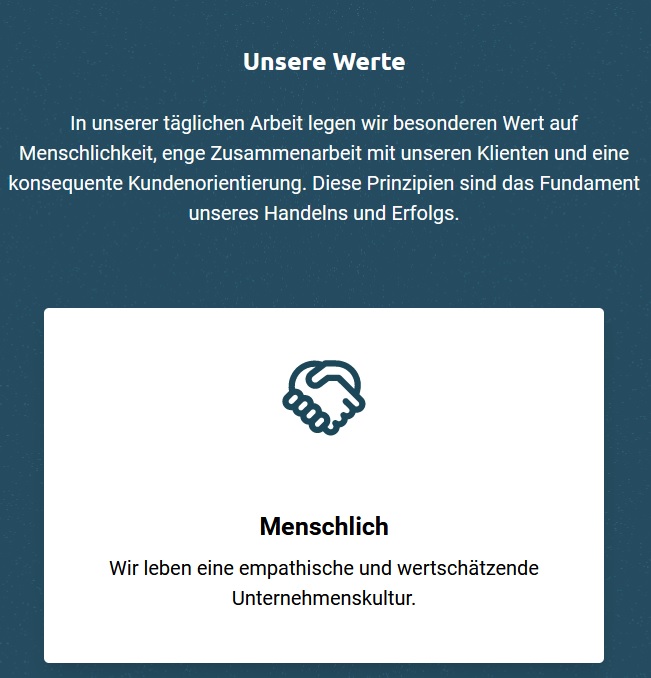 Unsere Werte
In unserer täglichen Arbeit legen wir besonderen Wert auf
Menschlichkeit, enge Zusammenarbeit mit unseren Klienten und eine
konsequente Kundenorientierung. Diese Prinzipien sind das Fundament
unseres Handelns und Erfolgs.
Menschlich
Wir leben eine empathische und wertschätzende
Unternehmenskultur.